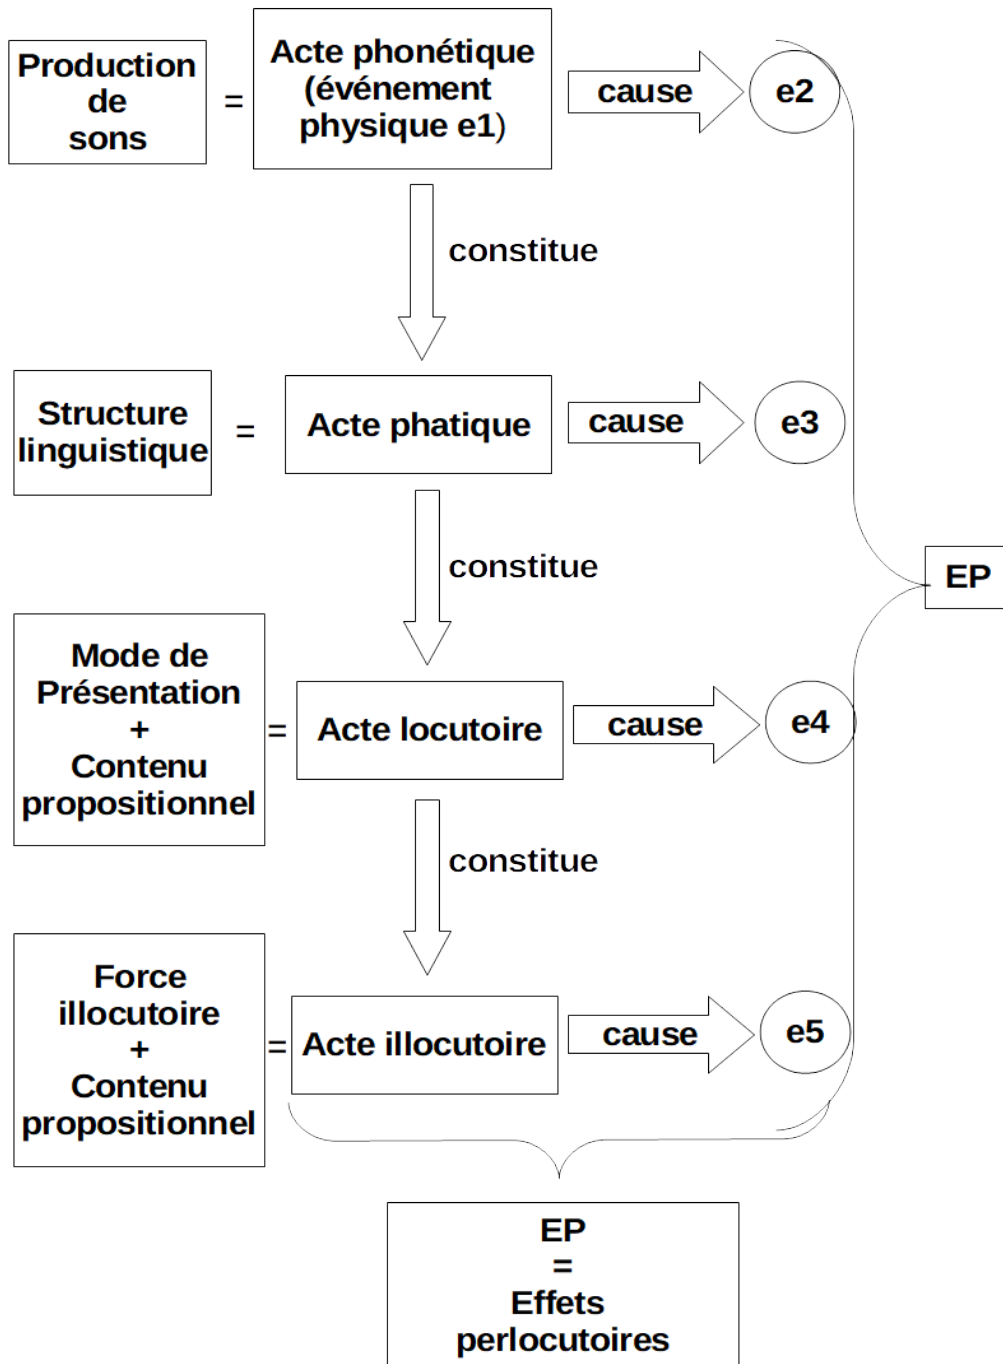 Production
de
sons
=
Acte phonétique
(événement
physique e1)
cause
e2
constitue
Structure
linguistique
=
Acte phatique
cause
e3
constitue
EP
Mode de
Présentation
+
Contenu
propositionnel
=
Acte locutoire
cause
e4
constitue
Force
illocutoire
+
Contenu
propositionnel
=
Acte illocutoire
cause
e5
EP
=
Effets
perlocutoires